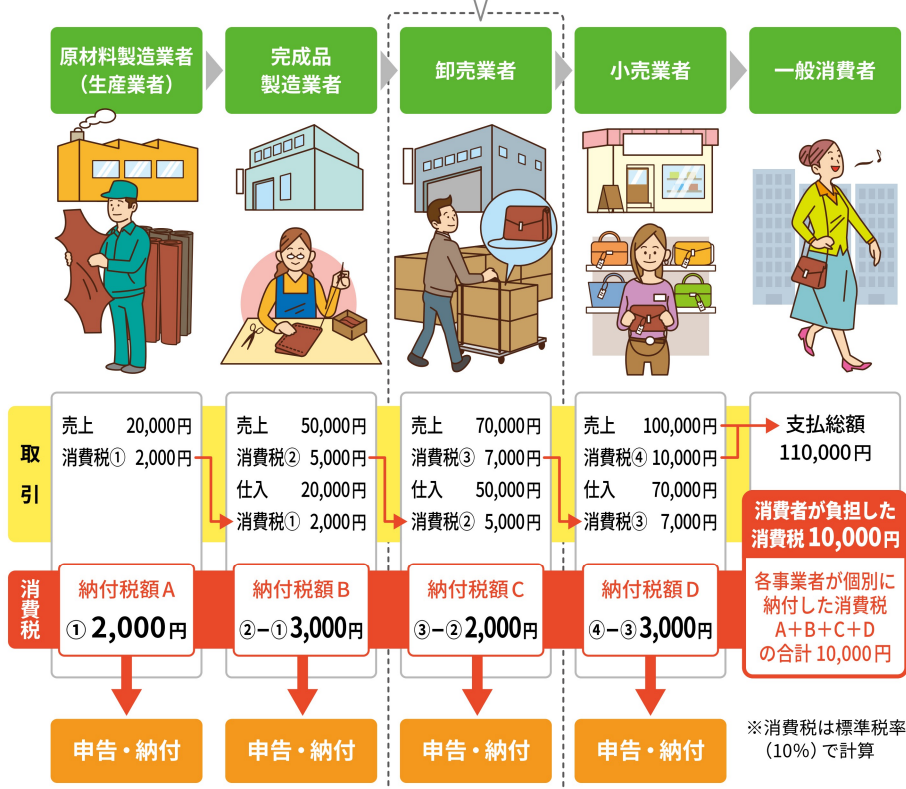 原材料製造業者
（生産業者）
完成品
製造業者
卸売業者
小売業者
一般消費者
取引
売上 20,000円
消費税① 2,000円
売上 50,000円
消費税② 5,000円
仕入 20,000円
消費税① 2,000円
売上 70,000円
消費税③ 7,000円
仕入 50,000円
消費税② 5,000円
売上 100,000円
消費税④ 10,000円
仕入 70,000円
消費税③ 7,000円
支払総額
110,000円
消費者が負担した
消費税10,000円
各事業者が個別に
納付した消費税
A＋B＋C＋D
の合計 10,000円
消費税
納付税額A
① 2,000円
納付税額B
②−① 3,000円
納付税額C
③−② 2,000円
納付税額D
④−③ 3,000円
申告・納付
申告・納付
申告・納付
申告・納付
※消費税は標準税率
（10%）で計算